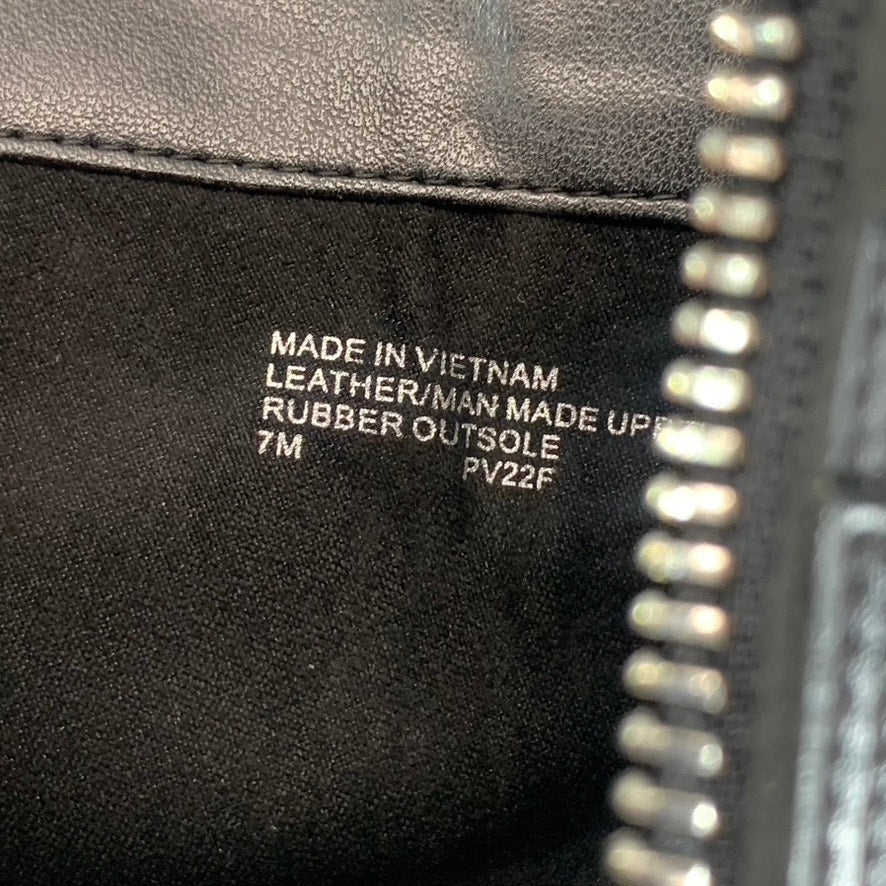 MADE IN VIETNAM
LEATHER/MAN MADE
RUBBER OUTSOLE
7M PV22F